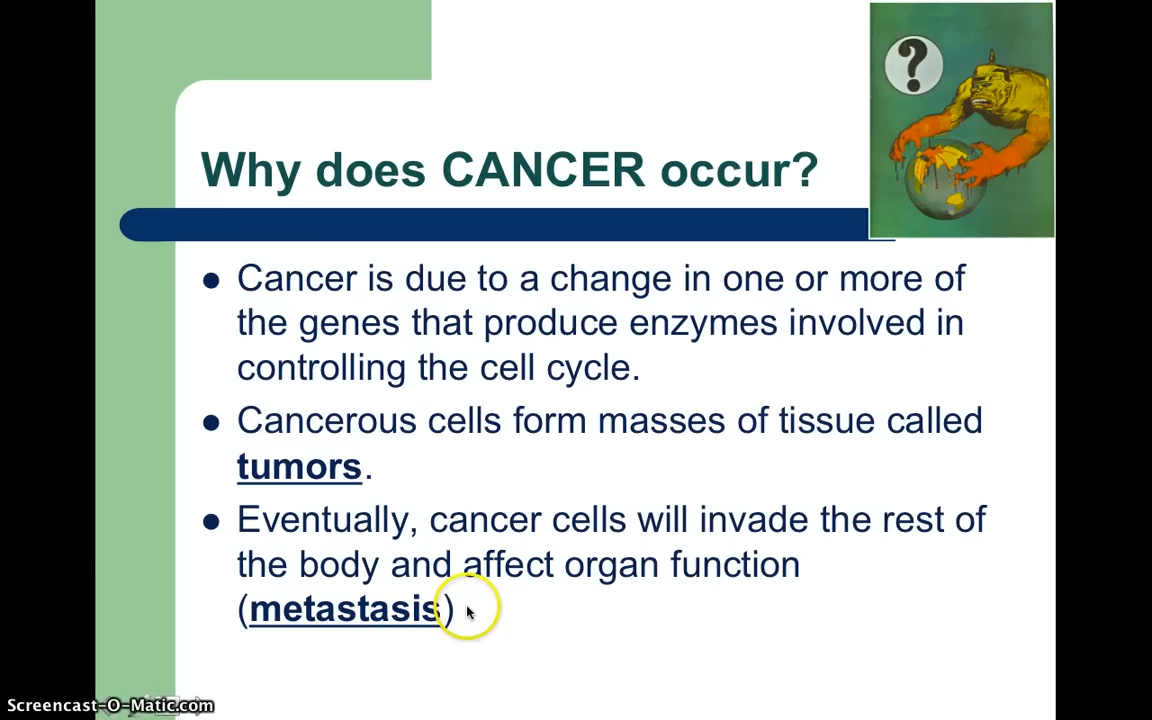 ?
Why does CANCER occur?
Cancer is due to a change in one or more of
the genes that produce enzymes involved in
controlling the cell cycle.
Cancerous cells form masses of tissue called
tumors.
Eventually, cancer cells will invade the rest of
the body and affect organ function
(metastasis)
Screencast-O-Matic.com